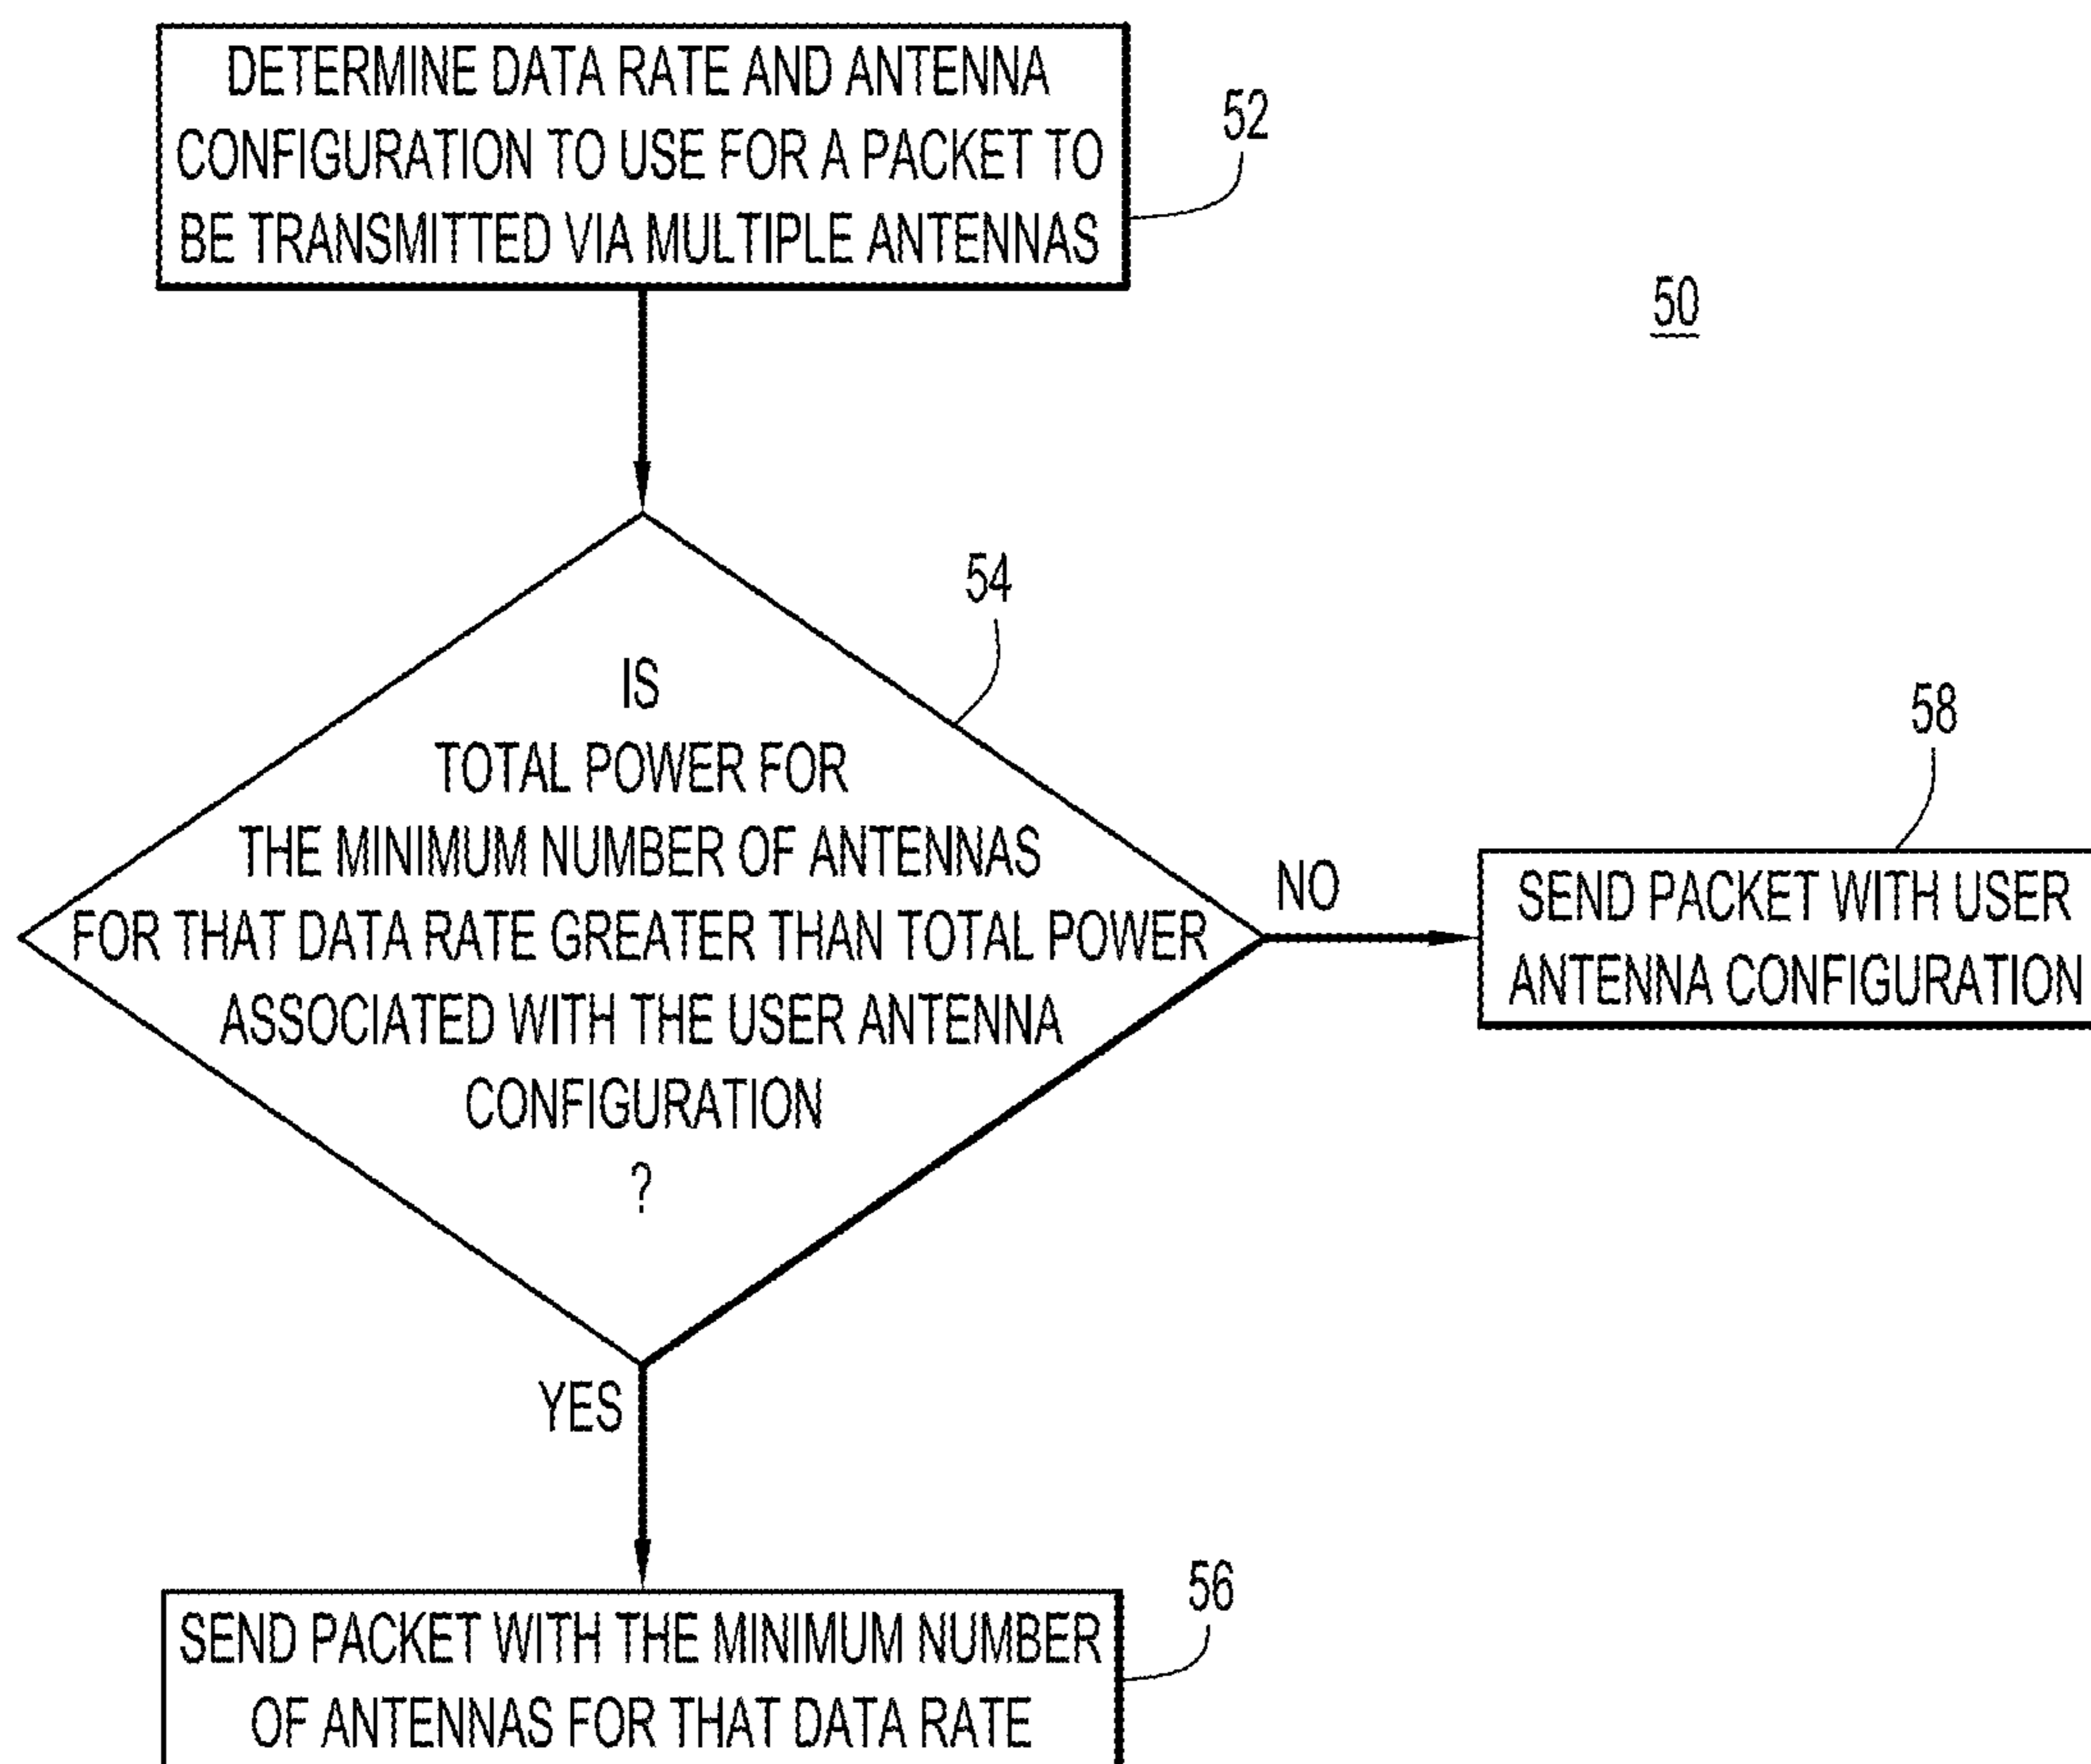 DETERMINE DATA RATE AND ANTENNA
CONFIGURATION TO USE FOR A PACKET TO
BE TRANSMITTED VIA MULTIPLE ANTENNAS
52
50
54
IS
TOTAL POWER FOR
THE MINIMUM NUMBER OF ANTENNAS
FOR THAT DATA RATE GREATER THAN TOTAL POWER
ASSOCIATED WITH THE USER ANTENNA
CONFIGURATION
?
NO
58
SEND PACKET WITH USER
ANTENNA CONFIGURATION
YES
56
SEND PACKET WITH THE MINIMUM NUMBER
OF ANTENNAS FOR THAT DATA RATE